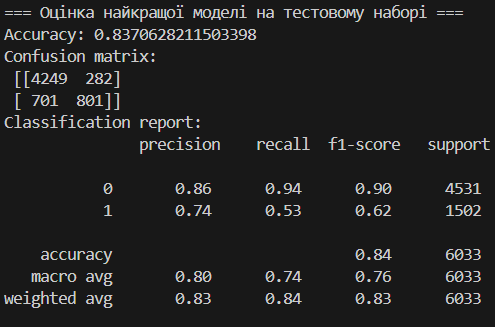 === Оцінка найкращої моделі на тестовому наборі ===
Accuracy: 0.8370628211503398
Confusion matrix:
[[4249 282]
[ 701 801]]
Classification report:
precision recall f1-score support
0 0.86 0.94 0.90 4531
1 0.74 0.53 0.62 1502
accuracy 0.84 6033
macro avg 0.80 0.74 0.76 6033
weighted avg 0.83 0.84 0.83 6033